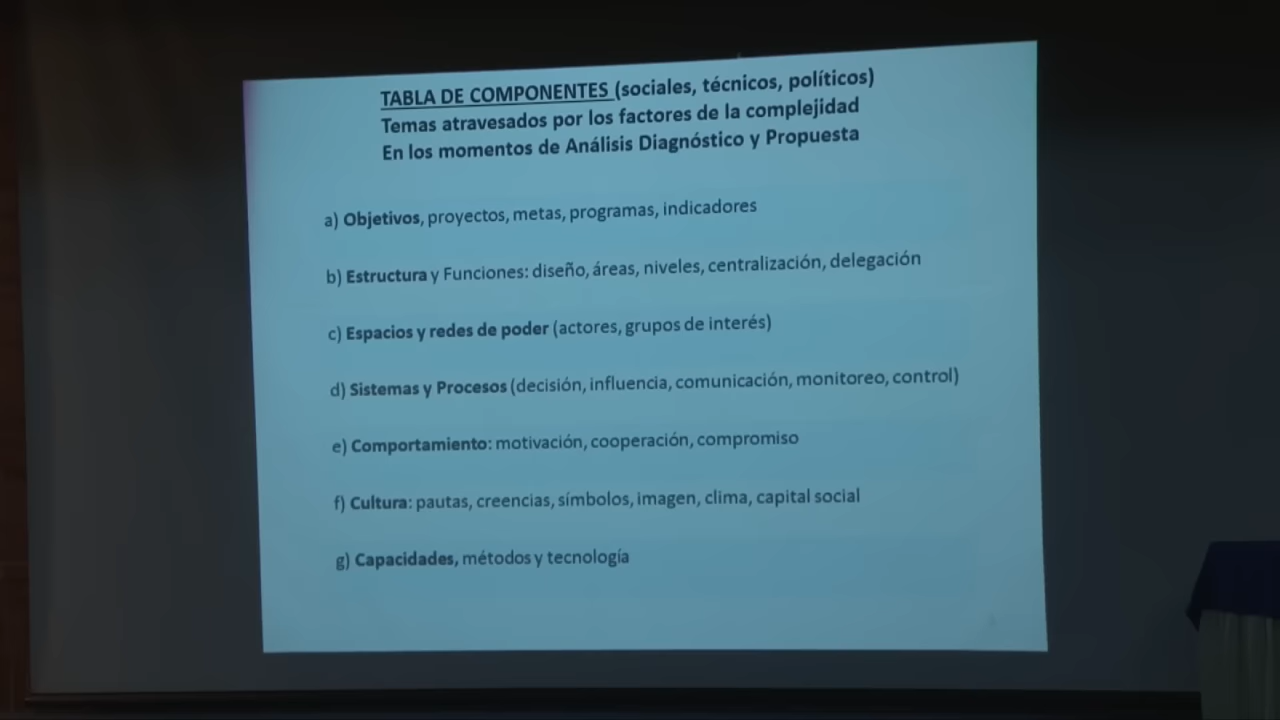 TABLA DE COMPONENTES (sociales, técnicos, políticos)
Temas atravesados por los factores de la complejidad
En los momentos de Análisis Diagnóstico y Propuesta
a) Objetivos, proyectos, metas, programas, indicadores
b) Estructura y Funciones: diseño, áreas, niveles, centralización, delegación
c) Espacios y redes de poder (actores, grupos de interés)
d) Sistemas y Procesos (decisión, influencia, comunicación, monitoreo, control)
e) Comportamiento: motivación, cooperación, compromiso
f) Cultura: pautas, creencias, símbolos, imagen, clima, capital social
g) Capacidades, métodos y tecnología